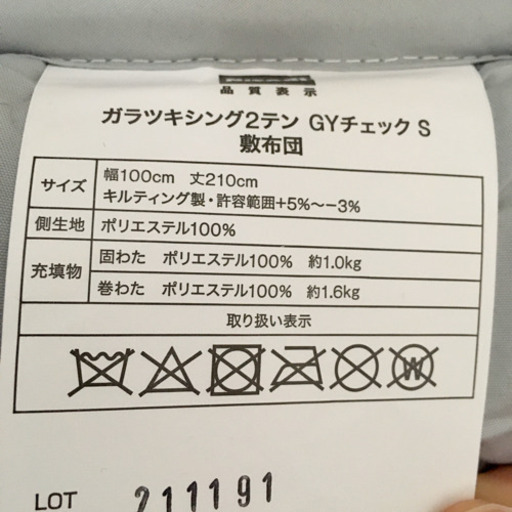 品質表示
ガラツキシング2テン GYチェック S
敷布団
サイズ 幅100cm 丈210cm
キルティング製・許容範囲+5%〜−3%
側生地 ポリエステル100%
充填物 固わた ポリエステル100% 約1.0kg
巻わた ポリエステル100% 約1.6kg
取り扱い表示
LOT 211191